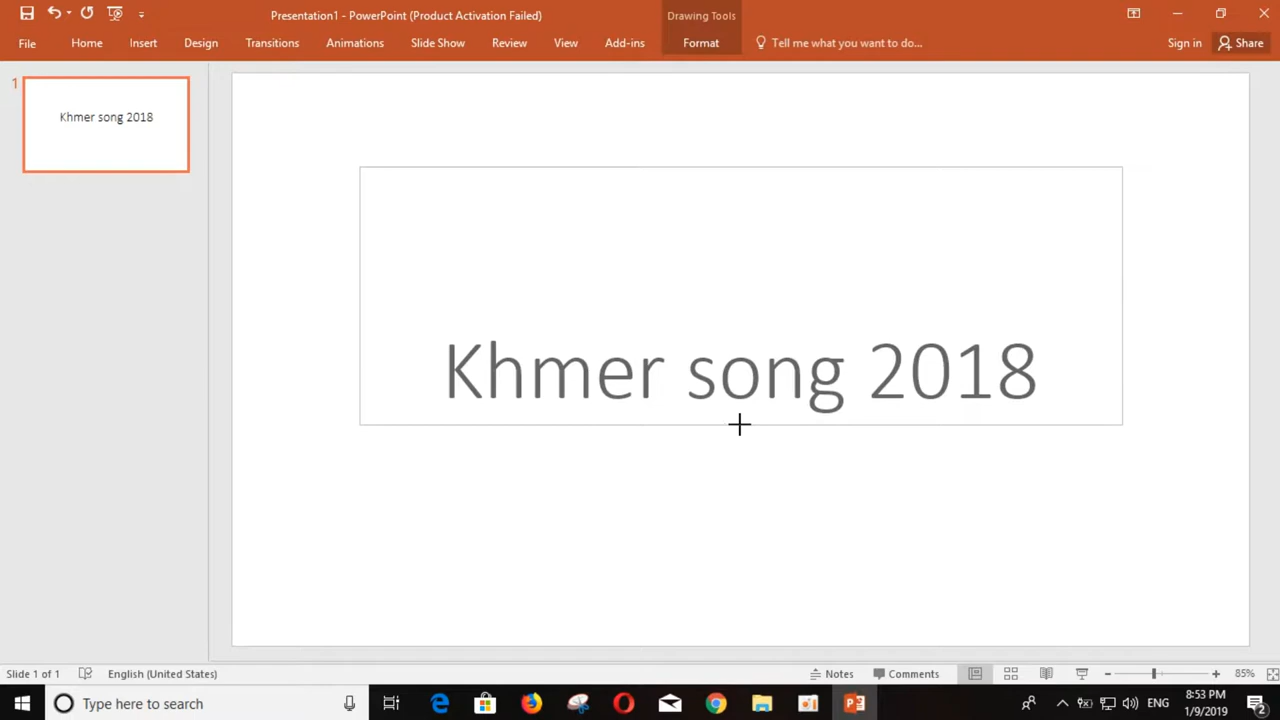 Presentation1 - PowerPoint (Product Activation Failed)
Drawing Tools
File Home Insert Design Transitions Animations Slide Show Review View Add-ins Format Tell me what you want to do... Sign in Share
1
Khmer song 2018
Khmer song 2018
Slide 1 of 1 English (United States) Notes Comments 85%
Type here to search
ENG
8:53 PM
1/9/2019
2